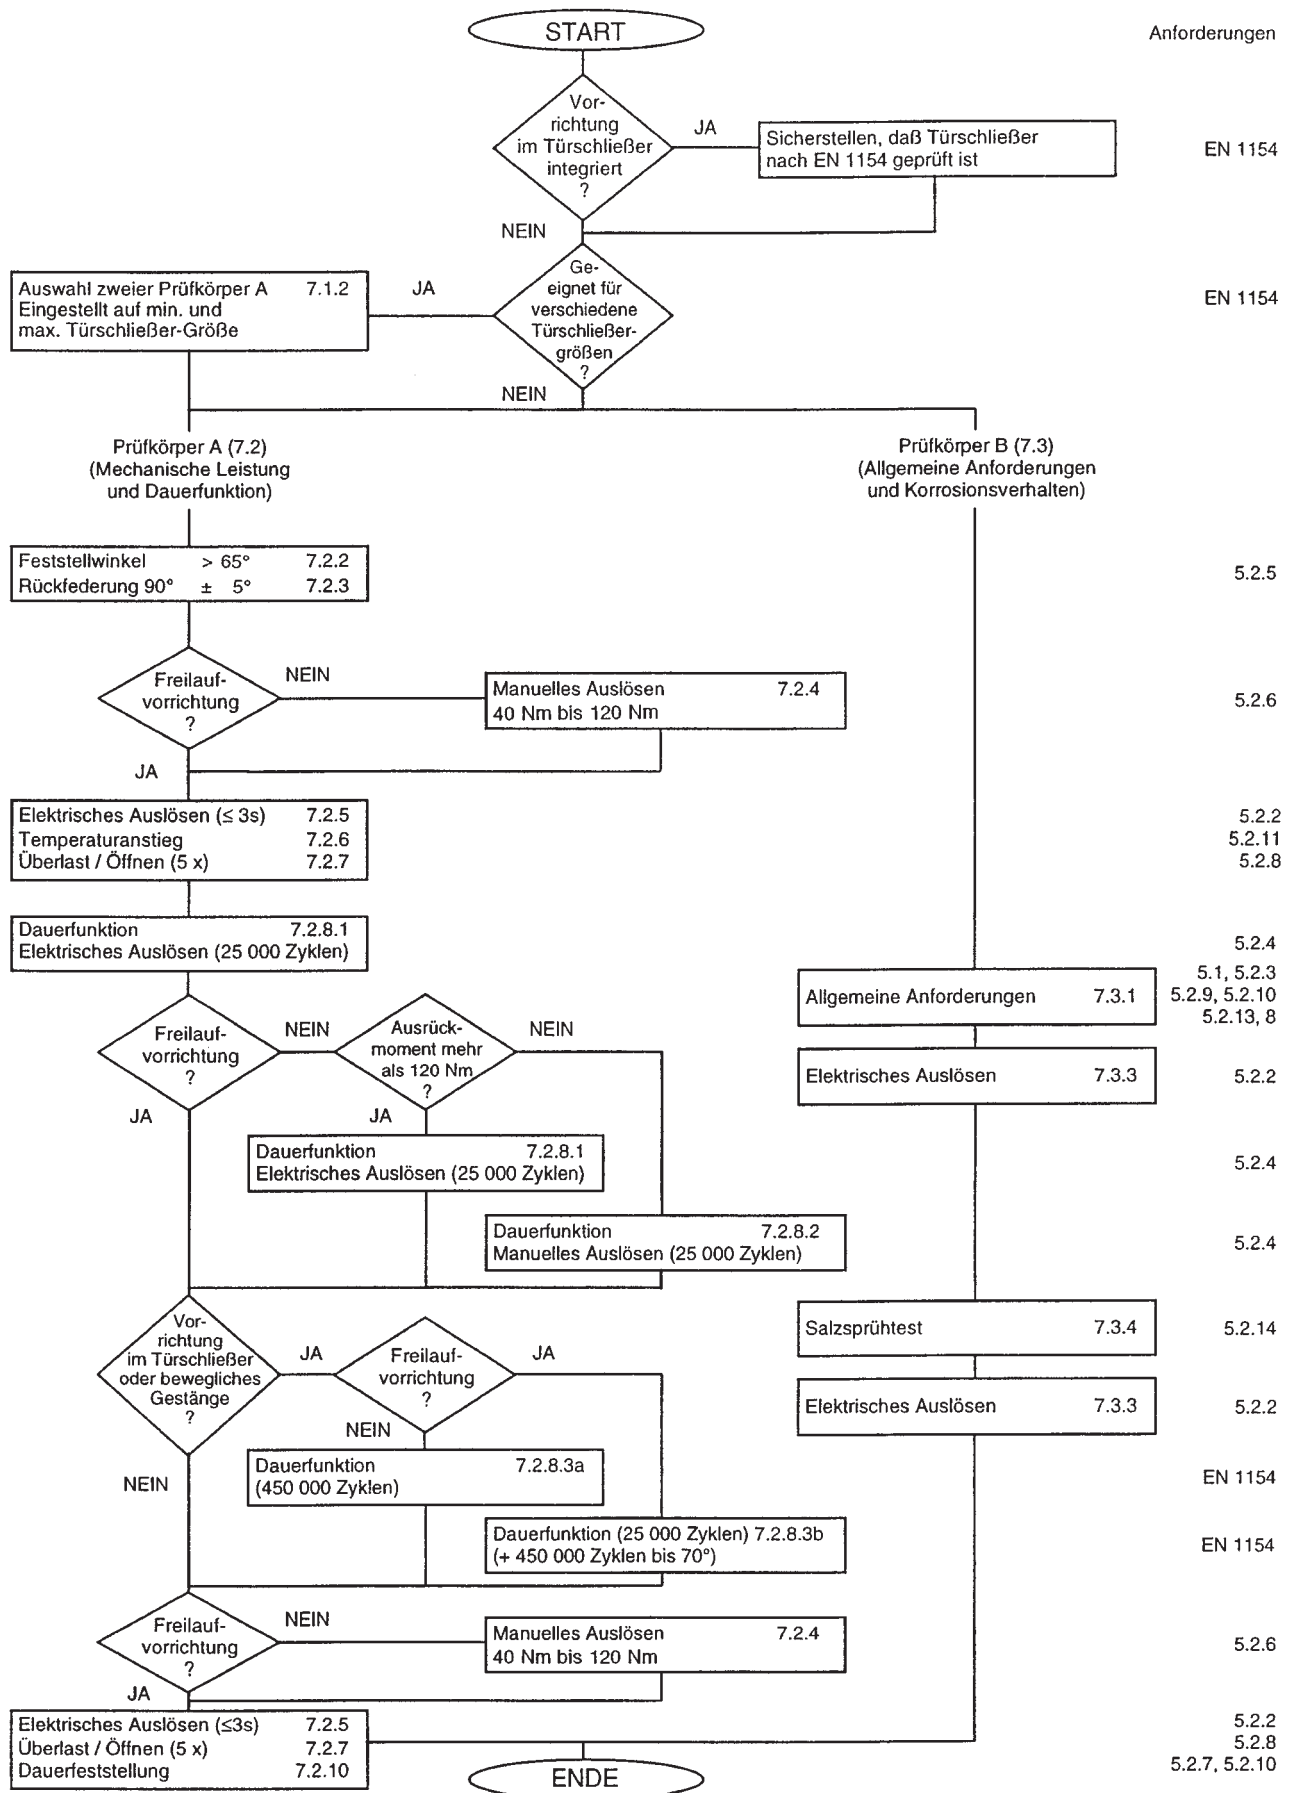 START
Anforderungen
Vor-
richtung
im Türschließer
integriert
?
JA
Sicherstellen, daß Türschließer
nach EN 1154 geprüft ist
EN 1154
NEIN
Ge-
eignet für
verschiedene
Türschließer-
größen
?
JA
Auswahl zweier Prüfkörper A 7.1.2
Eingestellt auf min. und
max. Türschließer-Größe
EN 1154
NEIN
Prüfkörper A (7.2)
(Mechanische Leistung
und Dauerfunktion)
Prüfkörper B (7.3)
(Allgemeine Anforderungen
und Korrosionsverhalten)
Feststellwinkel > 65° 7.2.2
Rückfederung 90° ± 5° 7.2.3
5.2.5
Freilauf-
vorrichtung
?
NEIN
Manuelles Auslösen 7.2.4
40 Nm bis 120 Nm
5.2.6
JA
Elektrisches Auslösen (≤ 3s) 7.2.5
Temperaturanstieg 7.2.6
Überlast / Öffnen (5 x) 7.2.7
5.2.2
5.2.11
5.2.8
Dauerfunktion 7.2.8.1
Elektrisches Auslösen (25 000 Zyklen)
5.2.4
Allgemeine Anforderungen 7.3.1
5.1, 5.2.3
5.2.9, 5.2.10
5.2.13, 8
Freilauf-
vorrichtung
?
NEIN
Ausrück-
moment mehr
als 120 Nm
?
NEIN
Elektrisches Auslösen 7.3.3
5.2.2
JA
JA
Dauerfunktion 7.2.8.1
Elektrisches Auslösen (25 000 Zyklen)
5.2.4
Dauerfunktion 7.2.8.2
Manuelles Auslösen (25 000 Zyklen)
5.2.4
Vor-
richtung
im Türschließer
oder bewegliches
Gestänge
?
JA
Freilauf-
vorrichtung
?
JA
Salzsprühtest 7.3.4
5.2.14
Elektrisches Auslösen 7.3.3
5.2.2
NEIN
NEIN
Dauerfunktion 7.2.8.3a
(450 000 Zyklen)
EN 1154
Dauerfunktion (25 000 Zyklen) 7.2.8.3b
(+ 450 000 Zyklen bis 70°)
EN 1154
Freilauf-
vorrichtung
?
NEIN
Manuelles Auslösen 7.2.4
40 Nm bis 120 Nm
5.2.6
JA
Elektrisches Auslösen (≤3s) 7.2.5
Überlast / Öffnen (5 x) 7.2.7
Dauerfeststellung 7.2.10
5.2.2
5.2.8
5.2.7, 5.2.10
ENDE